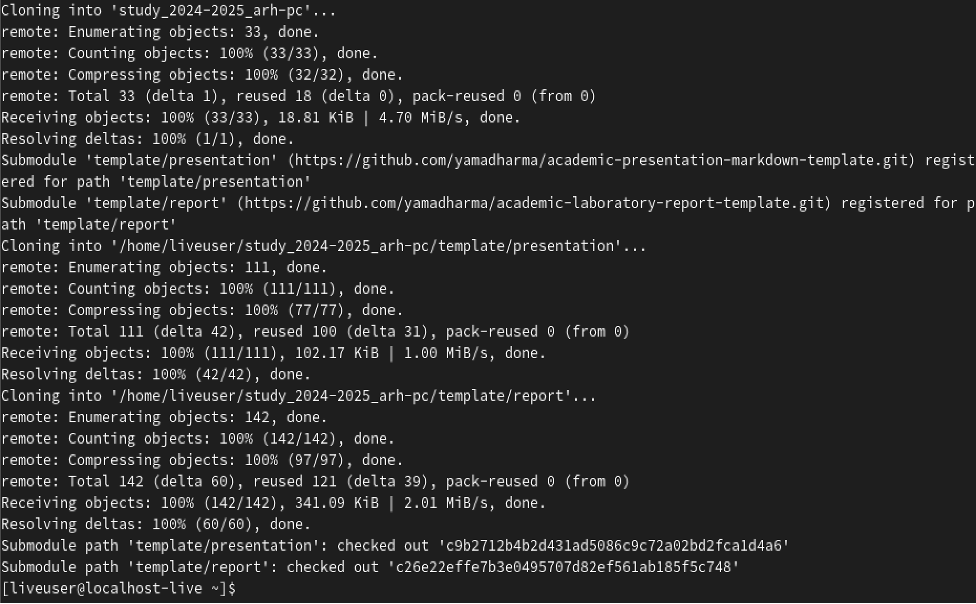 Cloning into 'study_2024-2025_arh-pc'...
remote: Enumerating objects: 33, done.
remote: Counting objects: 100% (33/33), done.
remote: Compressing objects: 100% (32/32), done.
remote: Total 33 (delta 1), reused 18 (delta 0), pack-reused 0 (from 0)
Receiving objects: 100% (33/33), 18.81 KiB | 4.70 MiB/s, done.
Resolving deltas: 100% (1/1), done.
Submodule 'template/presentation' (https://github.com/yamadharma/academic-presentation-markdown-template.git) regist
ered for path 'template/presentation'
Submodule 'template/report' (https://github.com/yamadharma/academic-laboratory-report-template.git) registered for p
ath 'template/report'
Cloning into '/home/liveuser/study_2024-2025_arh-pc/template/presentation'...
remote: Enumerating objects: 111, done.
remote: Counting objects: 100% (111/111), done.
remote: Compressing objects: 100% (77/77), done.
remote: Total 111 (delta 42), reused 100 (delta 31), pack-reused 0 (from 0)
Receiving objects: 100% (111/111), 102.17 KiB | 1.00 MiB/s, done.
Resolving deltas: 100% (42/42), done.
Cloning into '/home/liveuser/study_2024-2025_arh-pc/template/report'...
remote: Enumerating objects: 142, done.
remote: Counting objects: 100% (142/142), done.
remote: Compressing objects: 100% (97/97), done.
remote: Total 142 (delta 60), reused 121 (delta 39), pack-reused 0 (from 0)
Receiving objects: 100% (142/142), 341.09 KiB | 2.01 MiB/s, done.
Resolving deltas: 100% (60/60), done.
Submodule path 'template/presentation': checked out 'c9b2712b4b2d431ad5086c9c72a02bd2fca1d4a6'
Submodule path 'template/report': checked out 'c26e22effe7b3e0495707d82ef561ab185f5c748'
[liveuser@localhost-live ~]$